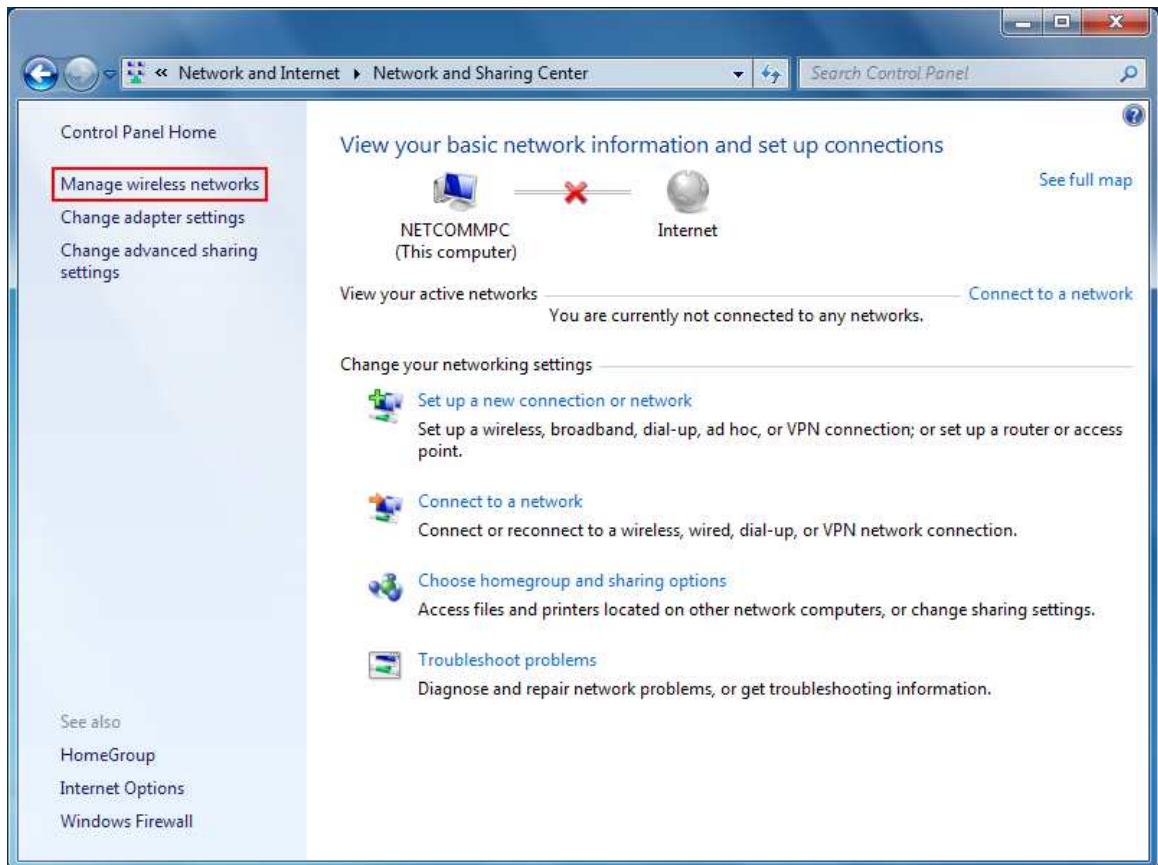 « Network and Internet ▸ Network and Sharing Center
Search Control Panel
Control Panel Home
Manage wireless networks
Change adapter settings
Change advanced sharing
settings
See also
HomeGroup
Internet Options
Windows Firewall
View your basic network information and set up connections
See full map
NETCOMMPC
(This computer)
Internet
View your active networks
Connect to a network
You are currently not connected to any networks.
Change your networking settings
Set up a new connection or network
Set up a wireless, broadband, dial-up, ad hoc, or VPN connection; or set up a router or access
point.
Connect to a network
Connect or reconnect to a wireless, wired, dial-up, or VPN network connection.
Choose homegroup and sharing options
Access files and printers located on other network computers, or change sharing settings.
Troubleshoot problems
Diagnose and repair network problems, or get troubleshooting information.